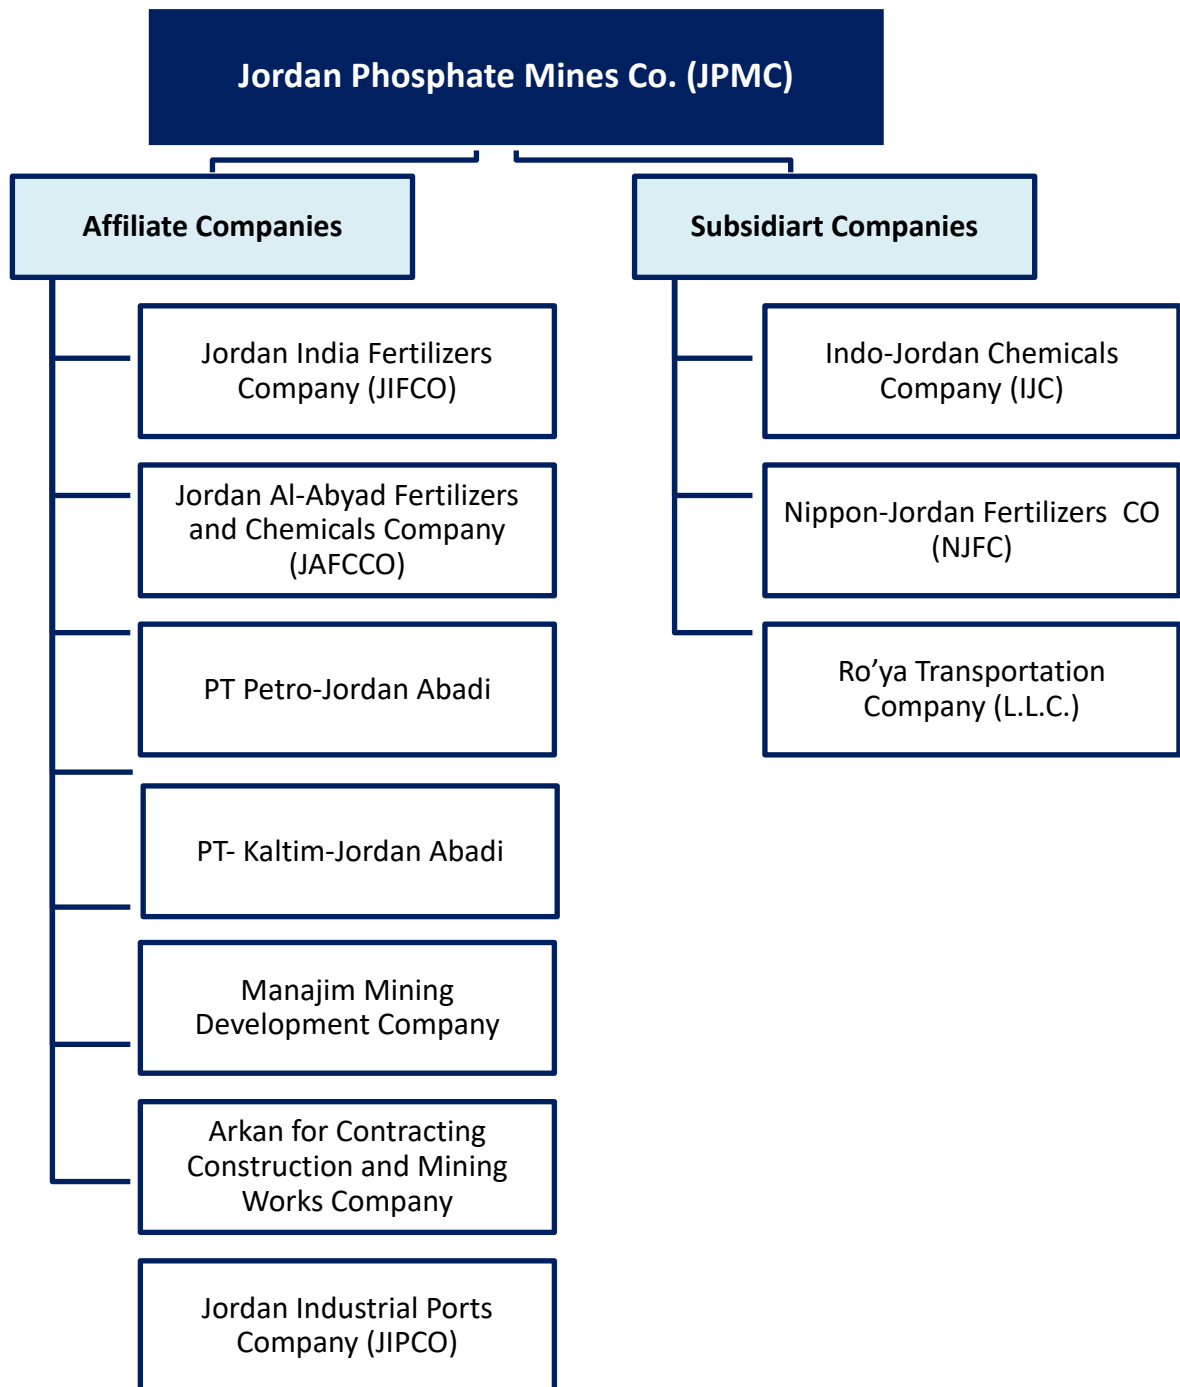 Jordan Phosphate Mines Co. (JPMC)
Affiliate Companies
Jordan India Fertilizers
Company (JIFCO)
Jordan Al-Abyad Fertilizers
and Chemicals Company
(JAFCCO)
PT Petro-Jordan Abadi
PT- Kaltim-Jordan Abadi
Manajim Mining
Development Company
Arkan for Contracting
Construction and Mining
Works Company
Jordan Industrial Ports
Company (JIPCO)
Subsidiart Companies
Indo-Jordan Chemicals
Company (IJC)
Nippon-Jordan Fertilizers  CO
(NJFC)
Ro’ya Transportation
Company (L.L.C.)